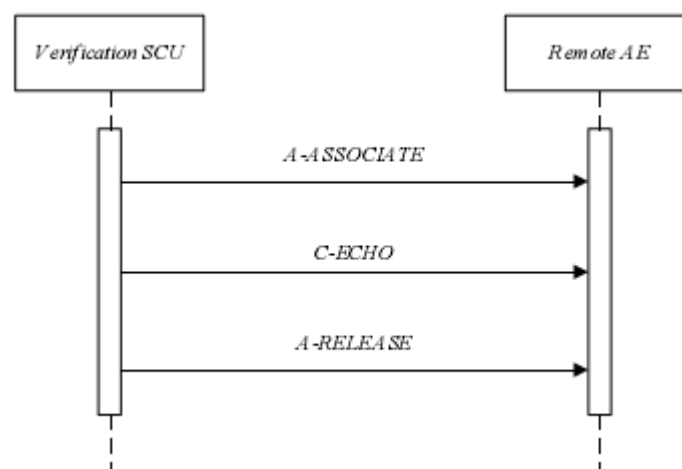 Verification SCU
Remote AE
A-ASSOCIATE
C-ECHO
A-RELEASE